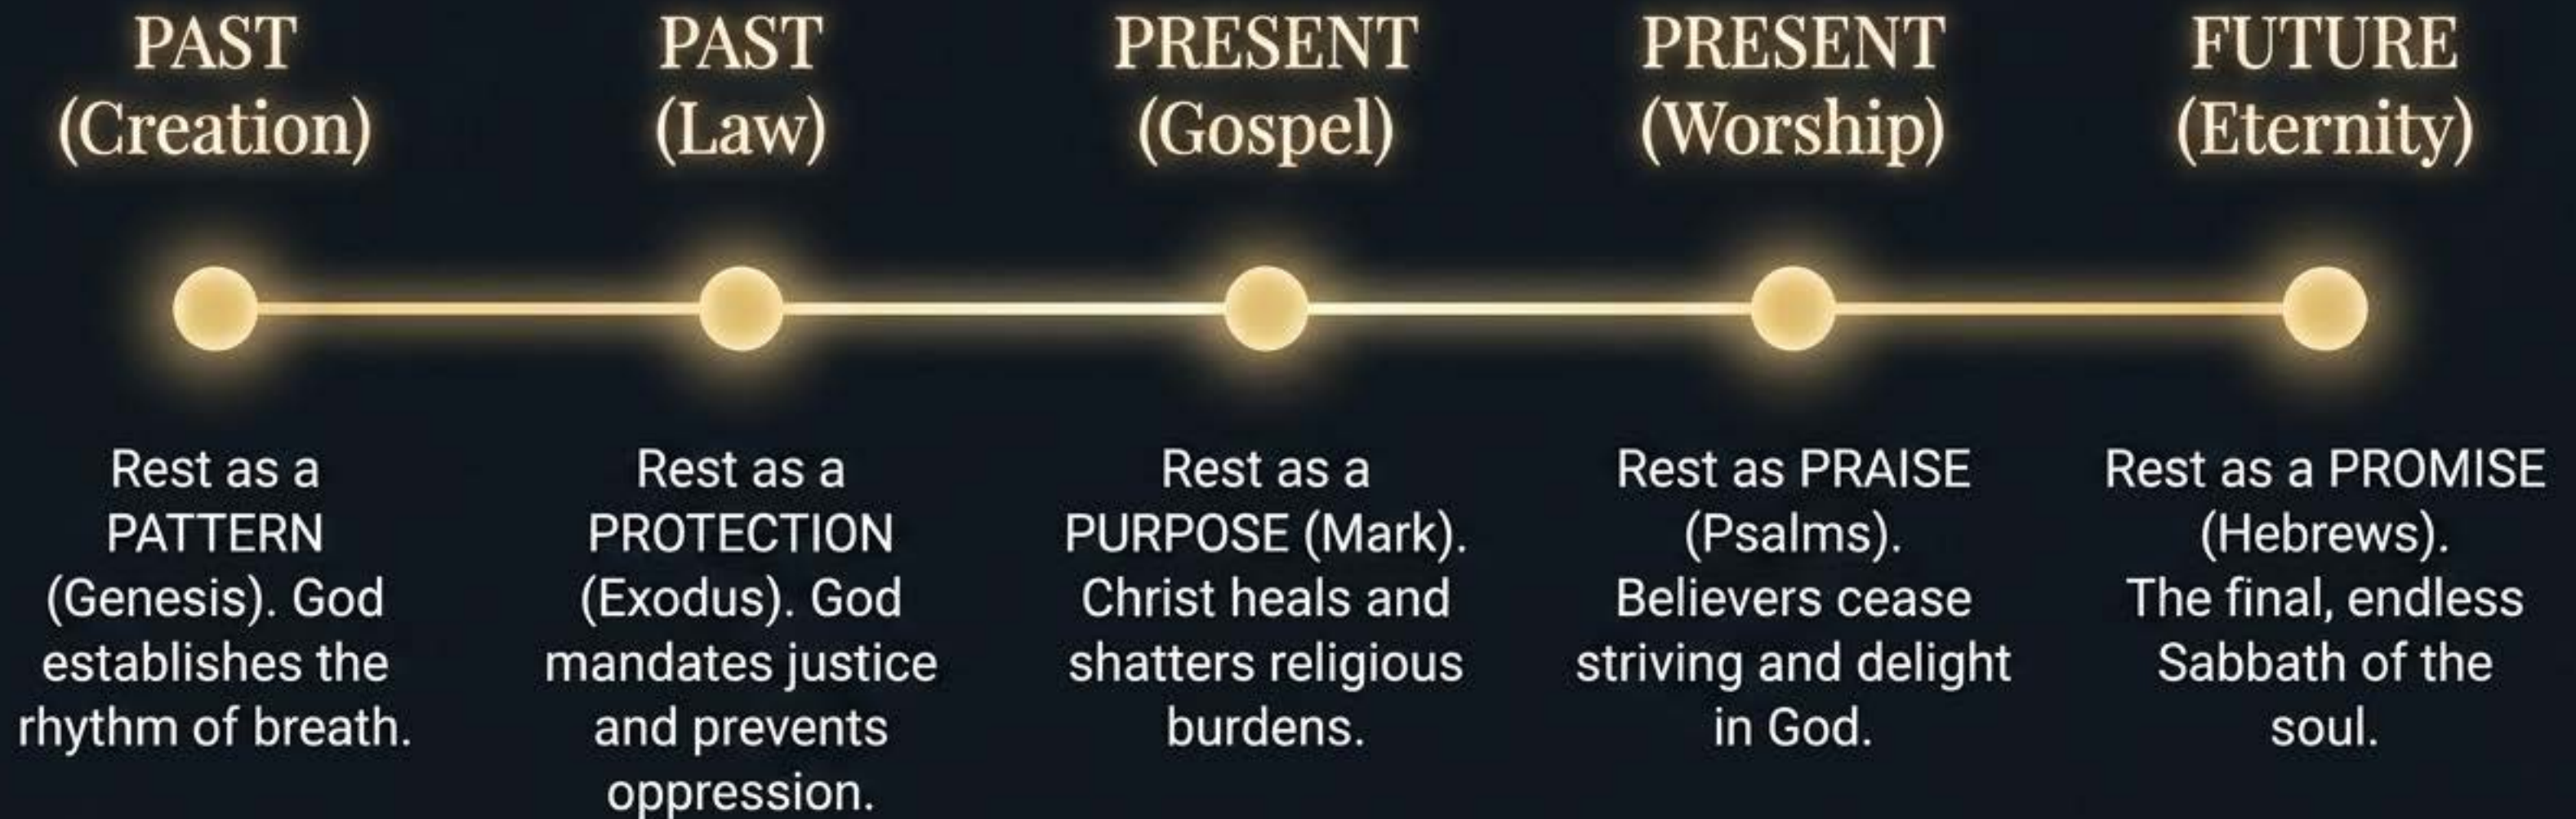 PAST
(Creation)
Rest as a
PATTERN
(Genesis). God
establishes the
rhythm of breath.
PAST
(Law)
Rest as a
PROTECTION
(Exodus). God
mandates justice
and prevents
oppression.
PRESENT
(Gospel)
Rest as a
PURPOSE (Mark).
Christ heals and
shatters religious
burdens.
PRESENT
(Worship)
Rest as PRAISE
(Psalms).
Believers cease
striving and delight
in God.
FUTURE
(Eternity)
Rest as a PROMISE
(Hebrews).
The final, endless
Sabbath of the
soul.